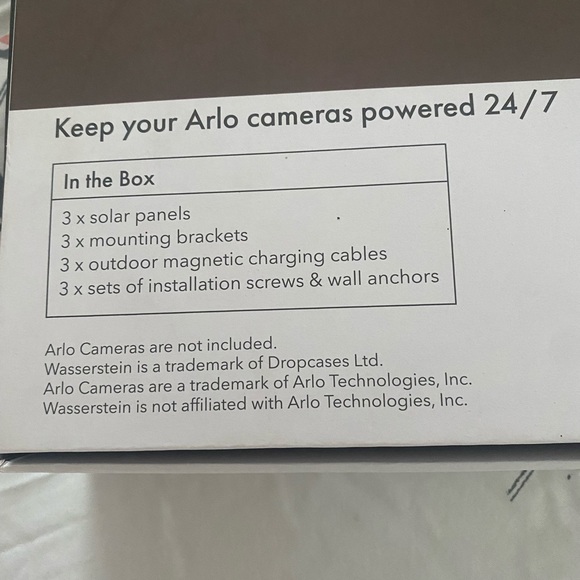 Keep your Arlo cameras powered 24/7
In the Box
3 x solar panels
3 x mounting brackets
3 x outdoor magnetic charging cables
3 x sets of installation screws & wall anchors
Arlo Cameras are not included.
Wasserstein is a trademark of Dropcases Ltd.
Arlo Cameras are a trademark of Arlo Technologies, Inc.
Wasserstein is not affiliated with Arlo Technologies, Inc.